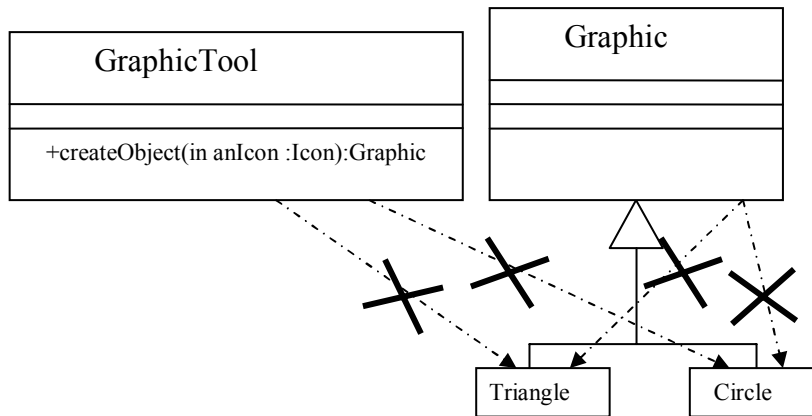 GraphicTool
+createObject(in anIcon :Icon):Graphic
Graphic
Triangle
Circle